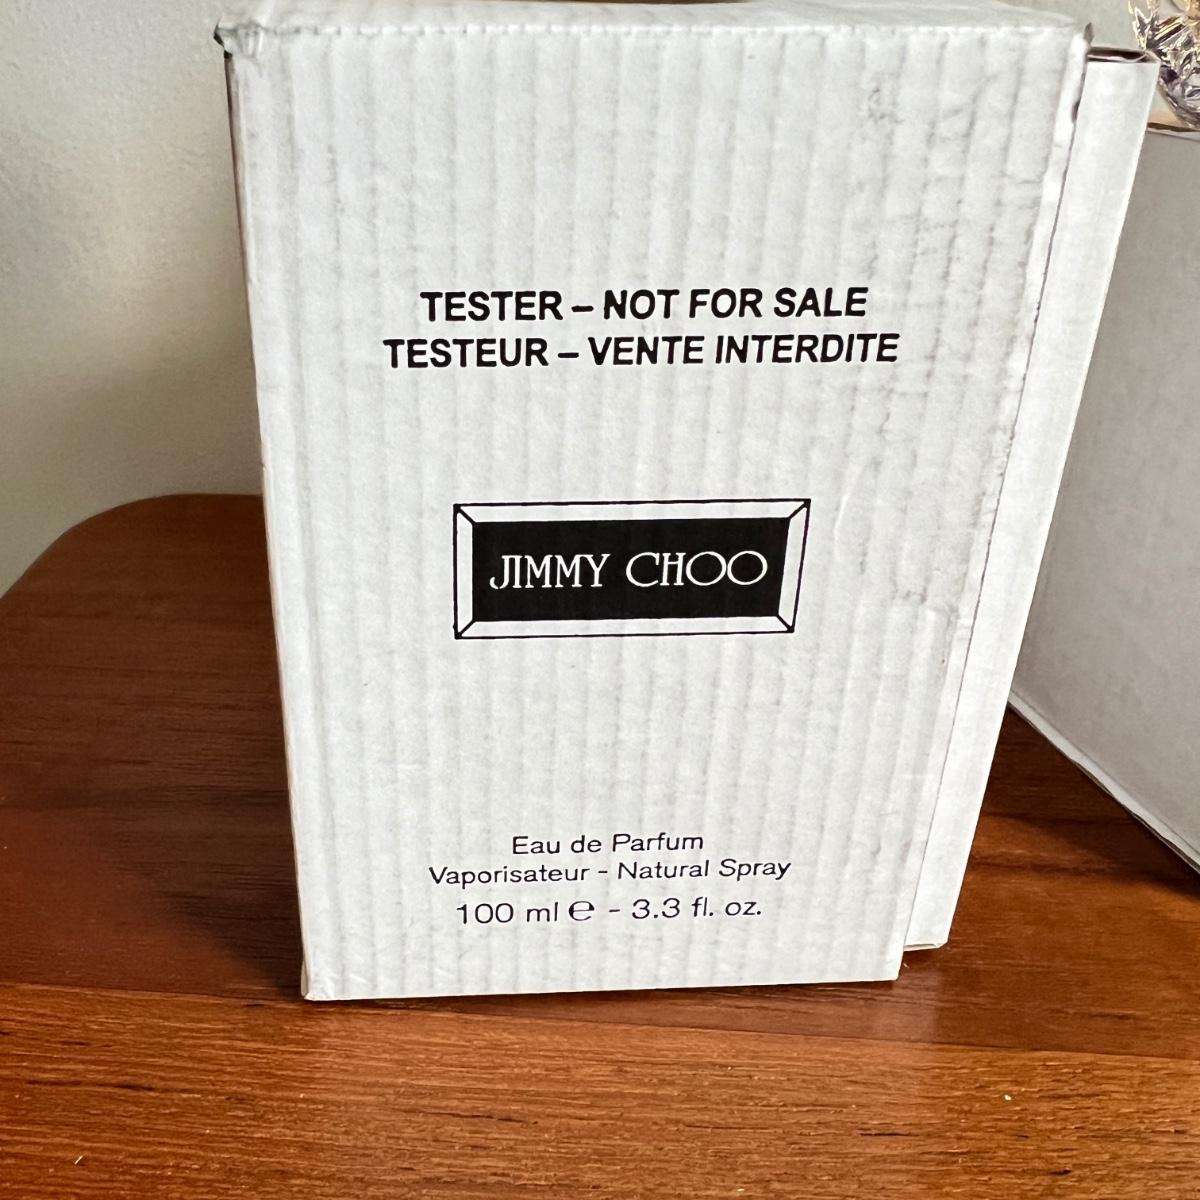 TESTER – NOT FOR SALE
TESTEUR – VENTE INTERDITE
JIMMY CHOO
Eau de Parfum
Vaporisateur - Natural Spray
100 ml ℮ - 3.3 fl. oz.